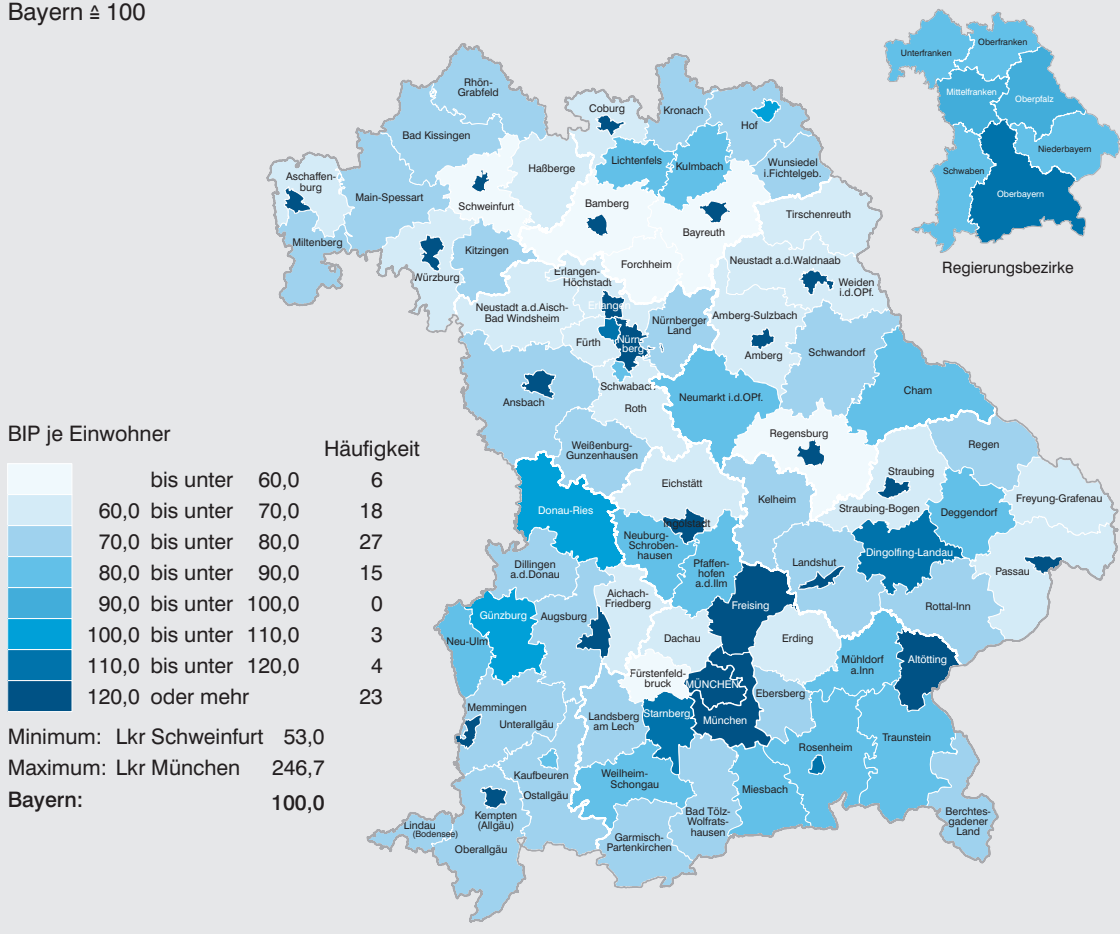 Bayern ≙ 100
Unterfranken
Oberfranken
Mittelfranken
Oberpfalz
Niederbayern
Schwaben
Oberbayern
Regierungsbezirke
Rhön-
Grabfeld
Coburg
Kronach
Hof
Bad Kissingen
Lichtenfels
Kulmbach
Wunsiedel
i.Fichtelgeb.
Haßberge
Aschaffen-
burg
Main-Spessart
Schweinfurt
Bamberg
Bayreuth
Tirschenreuth
Miltenberg
Würzburg
Kitzingen
Forchheim
Neustadt a.d.Waldnaab
Weiden
i.d.OPf.
Erlangen-
Höchstadt
Erlangen
Neustadt a.d.Aisch-
Bad Windsheim
Fürth
Nürn-
berg
Nürnberger
Land
Amberg-Sulzbach
Amberg
Schwandorf
Schwabach
Roth
Ansbach
Neumarkt i.d.OPf.
Cham
Weißenburg-
Gunzenhausen
Regensburg
Regen
Eichstätt
Kelheim
Straubing
Straubing-Bogen
Deggendorf
Freyung-Grafenau
Donau-Ries
Ingolstadt
Neuburg-
Schroben-
hausen
Pfaffen-
hofen
a.d.Ilm
Landshut
Dingolfing-Landau
Passau
Rottal-Inn
Dillingen
a.d.Donau
Aichach-
Friedberg
Freising
Günzburg
Augsburg
Neu-Ulm
Dachau
Erding
Mühldorf
a.Inn
Altötting
Fürstenfeld-
bruck
MÜNCHEN
München
Ebersberg
Memmingen
Unterallgäu
Landsberg
am Lech
Starnberg
Rosenheim
Traunstein
Kaufbeuren
Ostallgäu
Weilheim-
Schongau
Miesbach
Bad Tölz-
Wolfrats-
hausen
Berchtes-
gadener
Land
Kempten
(Allgäu)
Lindau
(Bodensee)
Oberallgäu
Garmisch-
Partenkirchen
BIP je Einwohner
Häufigkeit
bis unter 60,0 6
60,0 bis unter 70,0 18
70,0 bis unter 80,0 27
80,0 bis unter 90,0 15
90,0 bis unter 100,0 0
100,0 bis unter 110,0 3
110,0 bis unter 120,0 4
120,0 oder mehr 23
Minimum: Lkr Schweinfurt 53,0
Maximum: Lkr München 246,7
Bayern: 100,0